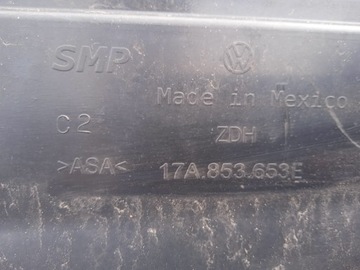 SMP
Made in Mexico
C2
ZDH
>ASA<
17A.853.653E